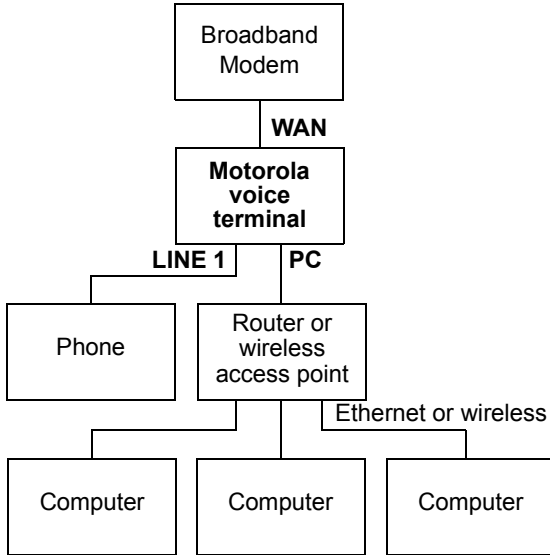 Broadband
Modem
WAN
Motorola
voice
terminal
LINE 1
PC
Phone
Router or
wireless
access point
Ethernet or wireless
Computer
Computer
Computer